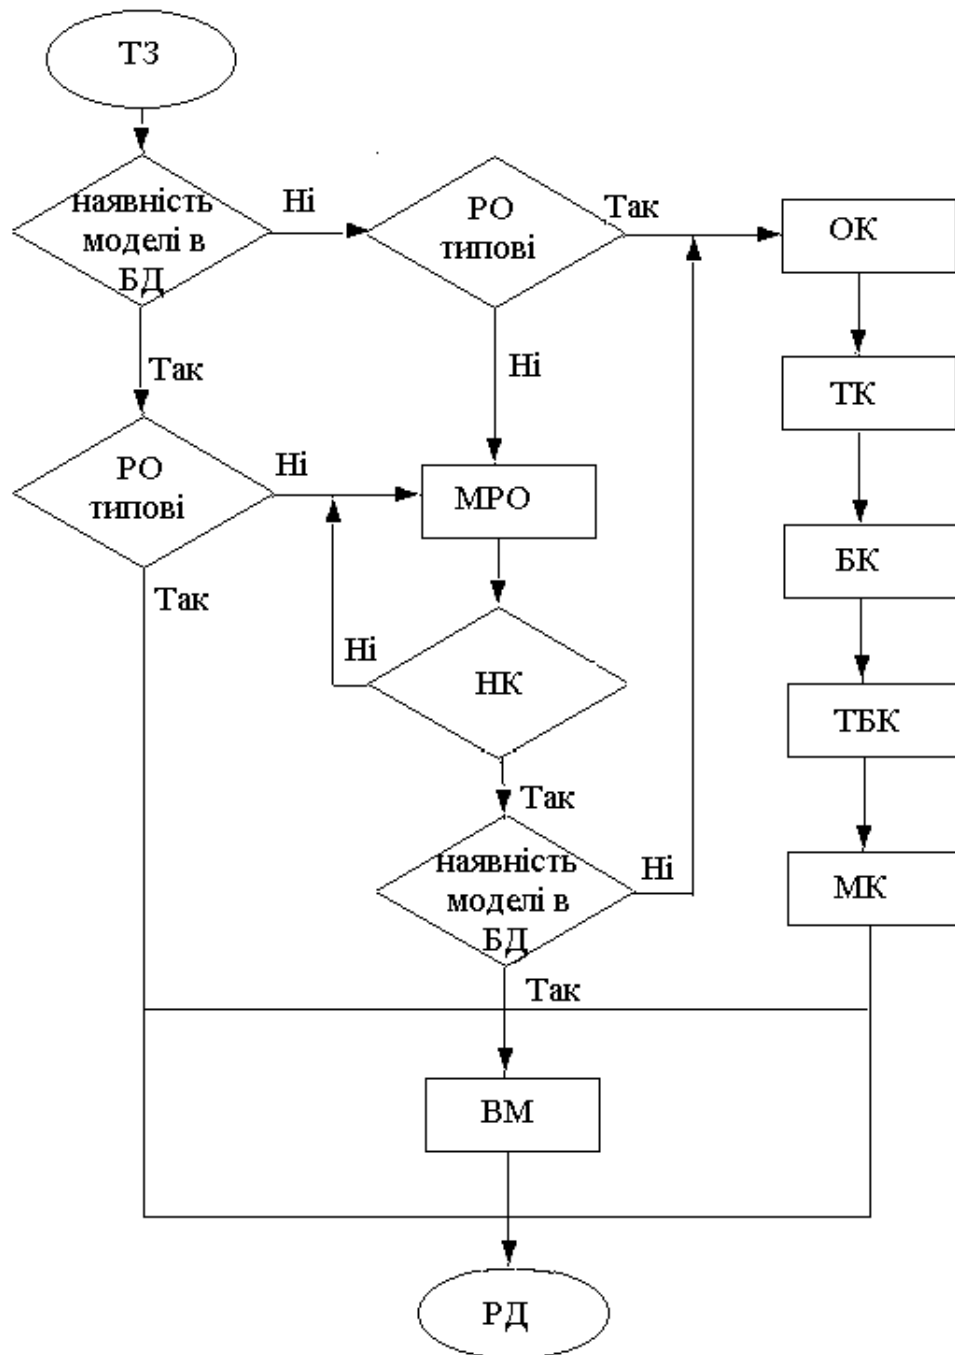 ТЗ
наявність
моделі в
БД
Ні
РО
типові
Так
ОК
Так
Ні
ТК
РО
типові
Ні
МРО
Так
БК
Ні
НК
ТБК
Так
наявність
моделі в
БД
Ні
МК
Так
ВМ
РД